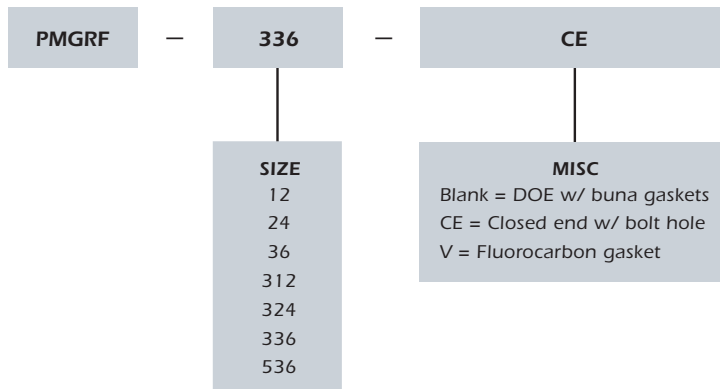 PMGRF – 336 – CE
SIZE
12
24
36
312
324
336
536
MISC
Blank = DOE w/ buna gaskets
CE = Closed end w/ bolt hole
V = Fluorocarbon gasket